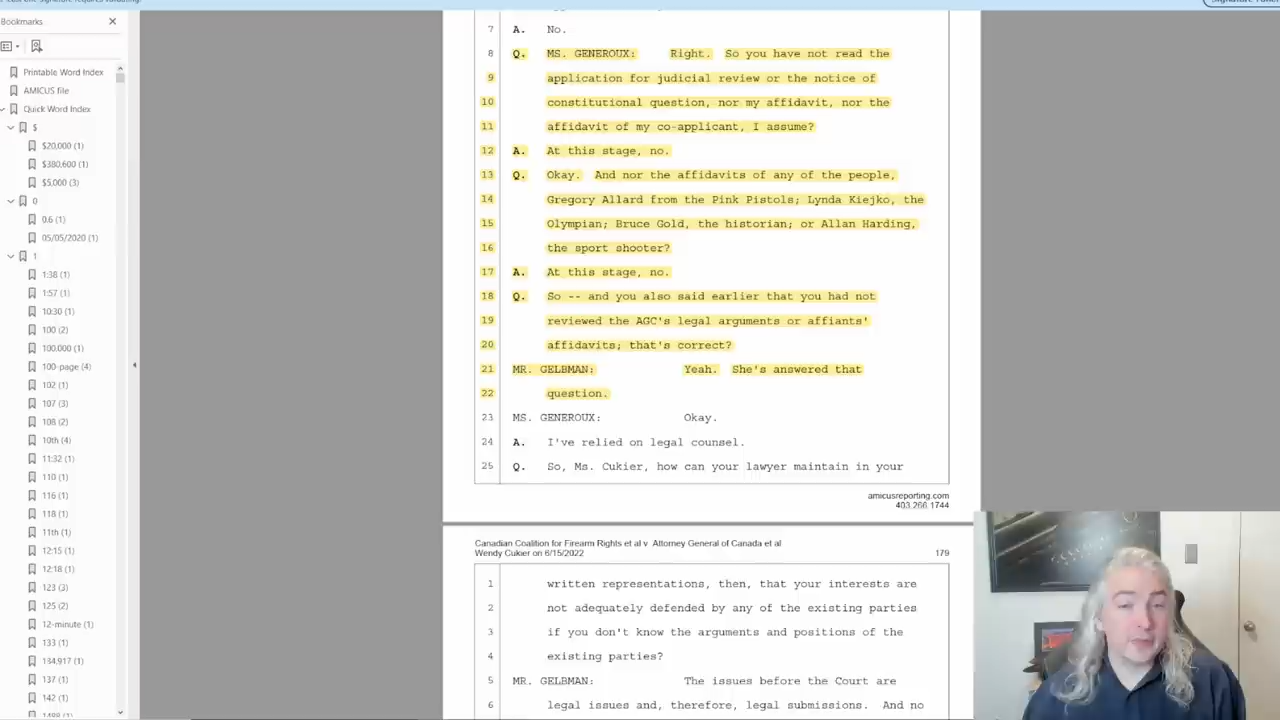 Bookmarks
Printable Word Index
AMICUS file
Quick Word Index
$
$20,000 (1)
$380,600 (1)
$5,000 (3)
0
0.6 (1)
05/05/2020 (1)
1
1:38 (1)
1:57 (1)
10:30 (1)
100 (2)
100,000 (1)
100-page (4)
102 (1)
107 (3)
108 (2)
10th (4)
11:32 (1)
110 (1)
116 (1)
118 (1)
11th (1)
12:15 (1)
12:18 (1)
123 (3)
125 (2)
12-minute (1)
133 (1)
134,917 (1)
137 (1)
142 (1)
7 A. No.
8 Q. MS. GENEROUX: Right. So you have not read the
9 application for judicial review or the notice of
10 constitutional question, nor my affidavit, nor the
11 affidavit of my co-applicant, I assume?
12 A. At this stage, no.
13 Q. Okay. And nor the affidavits of any of the people,
14 Gregory Allard from the Pink Pistols; Lynda Kiejko, the
15 Olympian; Bruce Gold, the historian; or Allan Harding,
16 the sport shooter?
17 A. At this stage, no.
18 Q. So -- and you also said earlier that you had not
19 reviewed the AGC's legal arguments or affiants'
20 affidavits; that's correct?
21 MR. GELBMAN: Yeah. She's answered that
22 question.
23 MS. GENEROUX: Okay.
24 A. I've relied on legal counsel.
25 Q. So, Ms. Cukier, how can your lawyer maintain in your
amicusreporting.com
403.266.1744
Canadian Coalition for Firearm Rights et al v Attorney General of Canada et al
Wendy Cukier on 6/15/2022 179
1 written representations, then, that your interests are
2 not adequately defended by any of the existing parties
3 if you don't know the arguments and positions of the
4 existing parties?
5 MR. GELBMAN: The issues before the Court are
6 legal issues and, therefore, legal submissions. And no